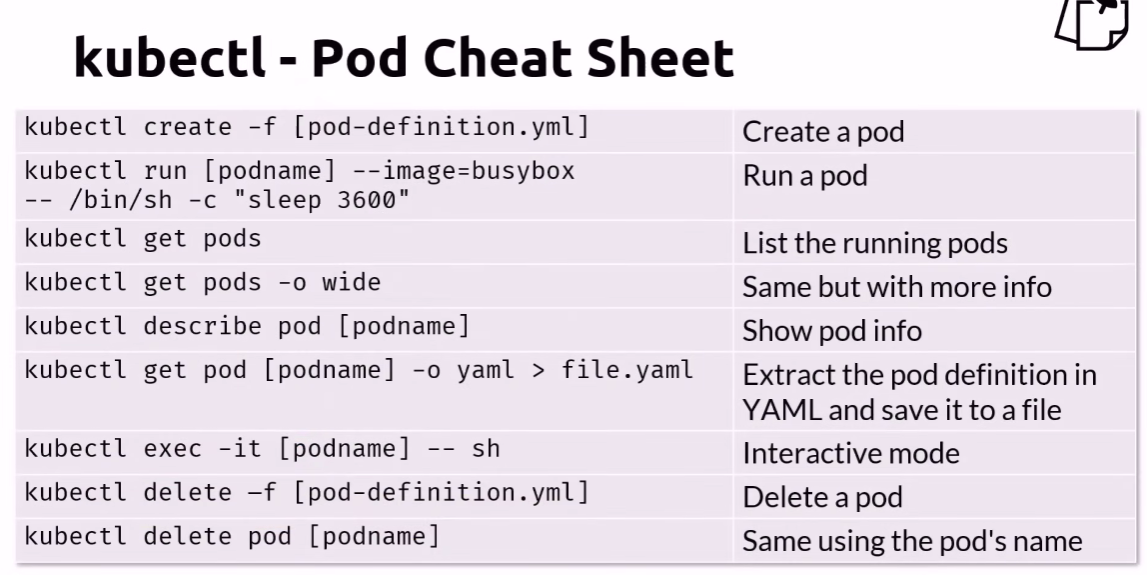 kubectl - Pod Cheat Sheet
kubectl create -f [pod-definition.yml]
Create a pod
kubectl run [podname] --image=busybox
-- /bin/sh -c "sleep 3600"
Run a pod
kubectl get pods
List the running pods
kubectl get pods -o wide
Same but with more info
kubectl describe pod [podname]
Show pod info
kubectl get pod [podname] -o yaml > file.yaml
Extract the pod definition in
YAML and save it to a file
kubectl exec -it [podname] -- sh
Interactive mode
kubectl delete –f [pod-definition.yml]
Delete a pod
kubectl delete pod [podname]
Same using the pod's name